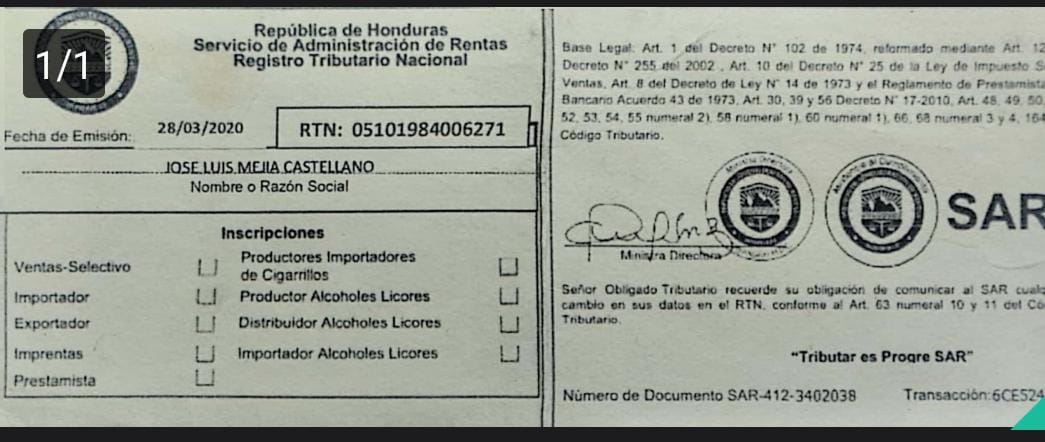 1/1
República de Honduras
Servicio de Administración de Rentas
Registro Tributario Nacional
Fecha de Emisión:
28/03/2020
RTN: 05101984006271
JOSE LUIS MEJIA CASTELLANO
Nombre o Razón Social
Inscripciones
Ventas-Selectivo
Productores Importadores
de Cigarrillos
Importador
Productor Alcoholes Licores
Exportador
Distribuidor Alcoholes Licores
Imprentas
Importador Alcoholes Licores
Prestamista
Base Legal: Art. 1 del Decreto N° 102 de 1974, reformado mediante Art. 12
Decreto N° 255 del 2002 , Art. 10 del Decreto N° 25 de la Ley de Impuesto S
Ventas, Art. 8 del Decreto de Ley N° 14 de 1973 y el Reglamento de Prestamista
Bancario Acuerdo 43 de 1973, Art. 30, 39 y 56 Decreto N° 17-2010, Art. 48, 49, 50,
52, 53, 54, 55 numeral 2), 58 numeral 1), 60 numeral 1), 66, 68 numeral 3 y 4, 164
Código Tributario.
Ministra Directora
SAR
Ministra Directora
Señor Obligado Tributario recuerde su obligación de comunicar al SAR cualq
cambio en sus datos en el RTN, conforme al Art. 63 numeral 10 y 11 del Có
Tributario.
“Tributar es Progre SAR”
Número de Documento SAR-412-3402038
Transacción:6CE524